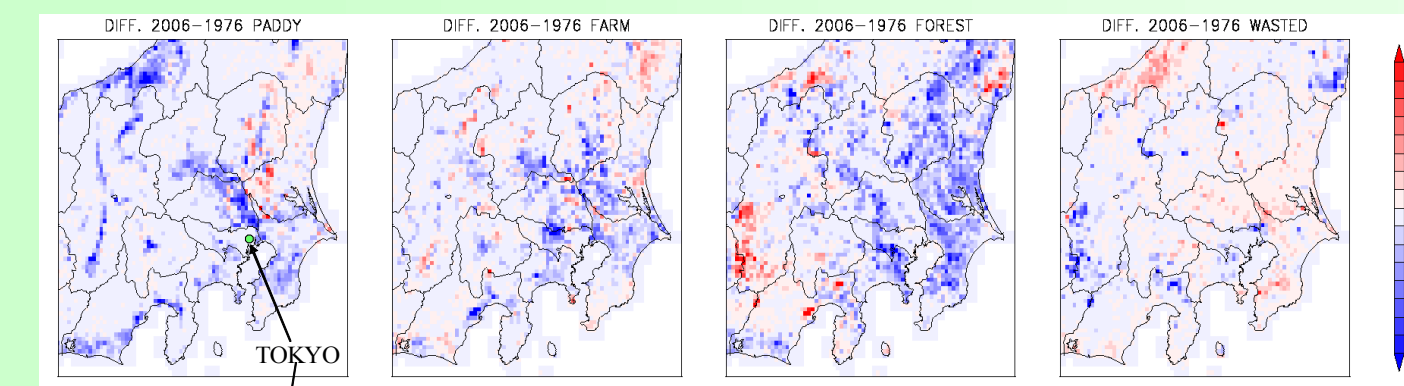 DIFF. 2006-1976 PADDY
DIFF. 2006-1976 FARM
DIFF. 2006-1976 FOREST
DIFF. 2006-1976 WASTED
TOKYO